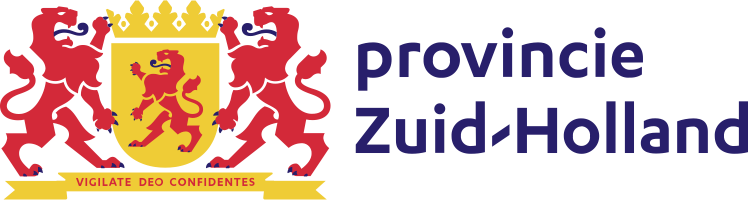 provincie
Zuid-Holland
VIGILATE DEO CONFIDENTES